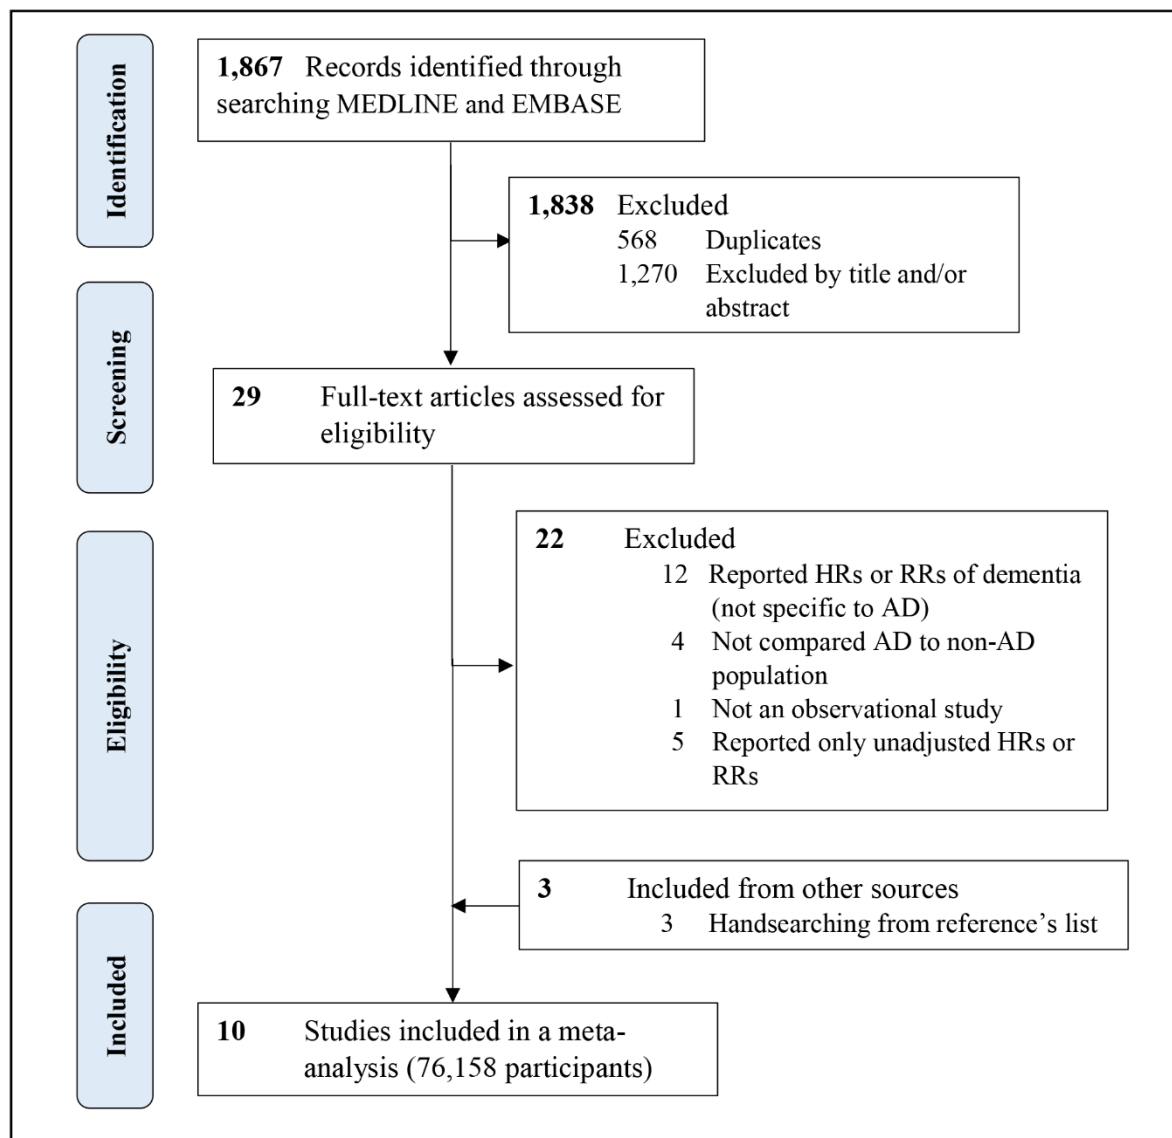 Identification
1,867 Records identified through
searching MEDLINE and EMBASE
1,838 Excluded
568 Duplicates
1,270 Excluded by title and/or
abstract
Screening
29 Full-text articles assessed for
eligibility
Eligibility
22 Excluded
12 Reported HRs or RRs of dementia
(not specific to AD)
4 Not compared AD to non-AD
population
1 Not an observational study
5 Reported only unadjusted HRs or
RRs
3 Included from other sources
3 Handsearching from reference’s list
Included
10 Studies included in a meta-
analysis (76,158 participants)